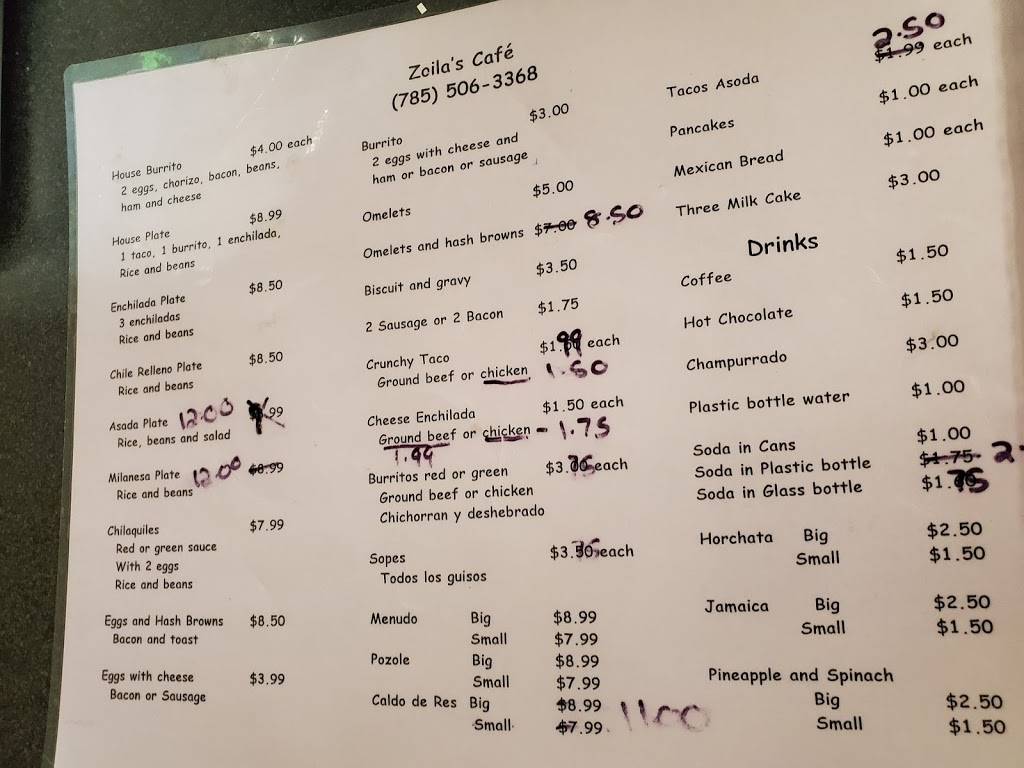 Zoila's Café
(785) 506-3368
House Burrito $4.00 each
2 eggs, chorizo, bacon, beans,
ham and cheese
House Plate $8.99
1 taco, 1 burrito, 1 enchilada,
Rice and beans
Enchilada Plate $8.50
3 enchiladas
Rice and beans
Chile Relleno Plate $8.50
Rice and beans
Asada Plate 12.00 .99
Rice, beans and salad
Milanesa Plate 12.00 $8.99
Rice and beans
Chilaquiles $7.99
Red or green sauce
With 2 eggs
Rice and beans
Eggs and Hash Browns $8.50
Bacon and toast
Eggs with cheese $3.99
Bacon or Sausage
Burrito $3.00
2 eggs with cheese and
ham or bacon or sausage
Omelets $5.00
Omelets and hash browns $7.00 8.50
Biscuit and gravy $3.50
2 Sausage or 2 Bacon $1.75
Crunchy Taco $1.99 each
Ground beef or chicken 1.50
Cheese Enchilada $1.50 each
Ground beef or chicken - 1.75
1.99
Burritos red or green $3.75 each
Ground beef or chicken
Chichorran y deshebrado
Sopes $3.75 each
Todos los guisos
Menudo Big $8.99
Small $7.99
Pozole Big $8.99
Small $7.99
Caldo de Res Big $8.99
Small $7.99 11.00
2.50
Tacos Asoda $1.99 each
Pancakes $1.00 each
Mexican Bread $1.00 each
Three Milk Cake $3.00
Drinks
Coffee $1.50
Hot Chocolate $1.50
Champurrado $3.00
Plastic bottle water $1.00
Soda in Cans $1.00
Soda in Plastic bottle $1.75 2
Soda in Glass bottle $1.75
Horchata Big $2.50
Small $1.50
Jamaica Big $2.50
Small $1.50
Pineapple and Spinach
Big $2.50
Small $1.50